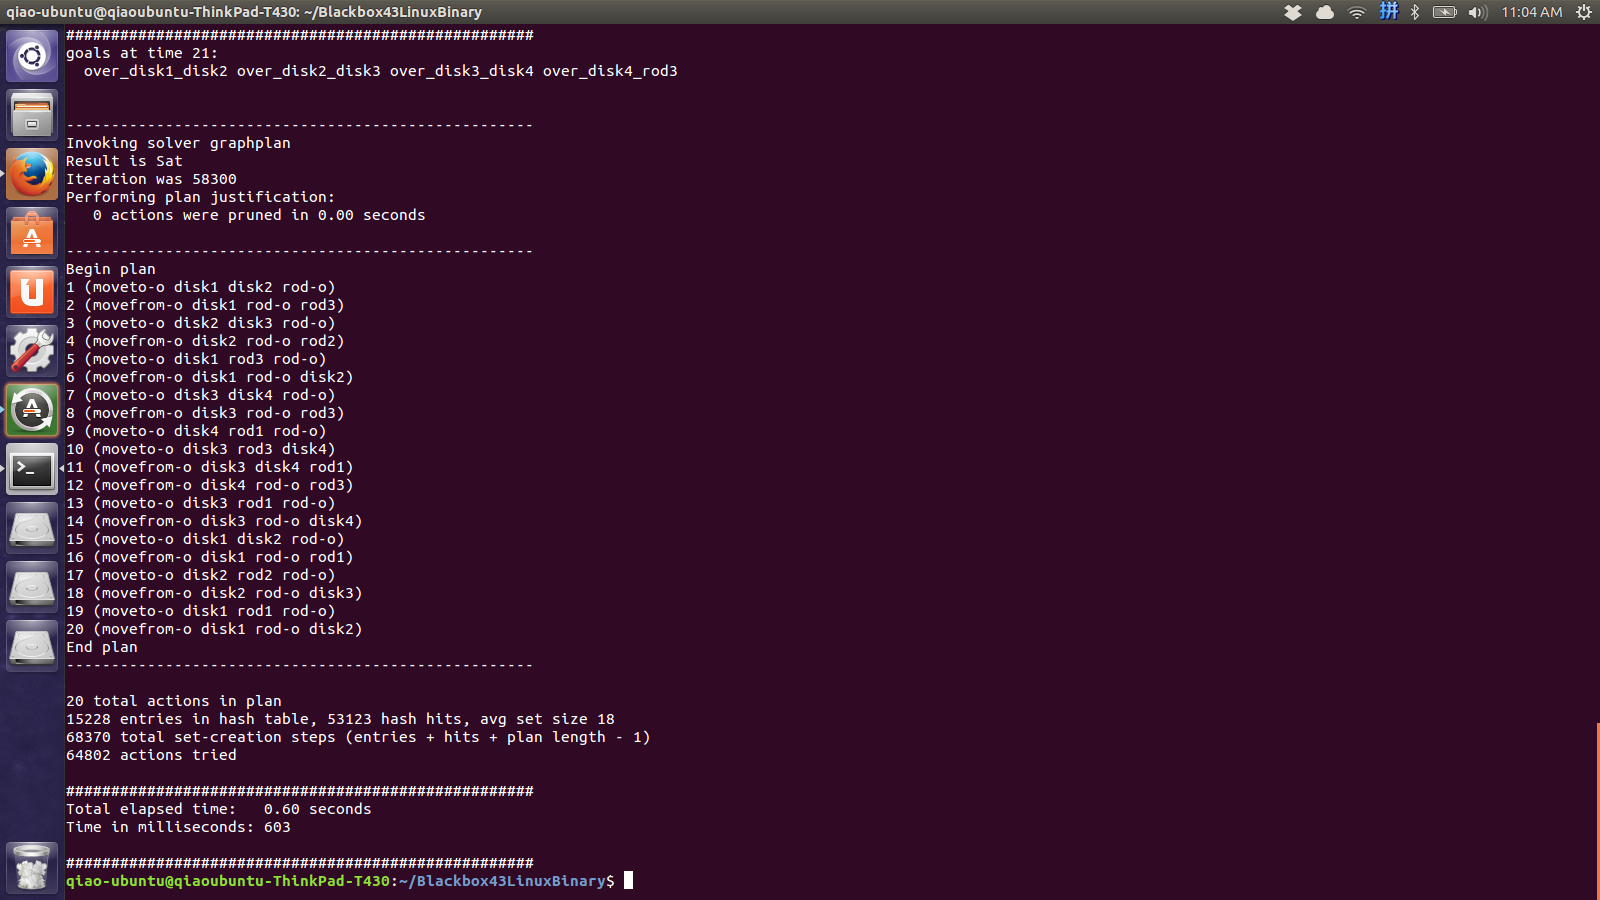 qiao-ubuntu@qiaoubuntu-ThinkPad-T430: ~/Blackbox43LinuxBinary
拼
11:04 AM
####################################################
goals at time 21:
  over_disk1_disk2 over_disk2_disk3 over_disk3_disk4 over_disk4_rod3
----------------------------------------------------
Invoking solver graphplan
Result is Sat
Iteration was 58300
Performing plan justification:
   0 actions were pruned in 0.00 seconds
----------------------------------------------------
Begin plan
1 (moveto-o disk1 disk2 rod-o)
2 (movefrom-o disk1 rod-o rod3)
3 (moveto-o disk2 disk3 rod-o)
4 (movefrom-o disk2 rod-o rod2)
5 (moveto-o disk1 rod3 rod-o)
6 (movefrom-o disk1 rod-o disk2)
7 (moveto-o disk3 disk4 rod-o)
8 (movefrom-o disk3 rod-o rod3)
9 (moveto-o disk4 rod1 rod-o)
10 (moveto-o disk3 rod3 disk4)
11 (movefrom-o disk3 disk4 rod1)
12 (movefrom-o disk4 rod-o rod3)
13 (moveto-o disk3 rod1 rod-o)
14 (movefrom-o disk3 rod-o disk4)
15 (moveto-o disk1 disk2 rod-o)
16 (movefrom-o disk1 rod-o rod1)
17 (moveto-o disk2 rod2 rod-o)
18 (movefrom-o disk2 rod-o disk3)
19 (moveto-o disk1 rod1 rod-o)
20 (movefrom-o disk1 rod-o disk2)
End plan
----------------------------------------------------
20 total actions in plan
15228 entries in hash table, 53123 hash hits, avg set size 18
68370 total set-creation steps (entries + hits + plan length - 1)
64802 actions tried
####################################################
Total elapsed time:   0.60 seconds
Time in milliseconds: 603
####################################################
qiao-ubuntu@qiaoubuntu-ThinkPad-T430:~/Blackbox43LinuxBinary$